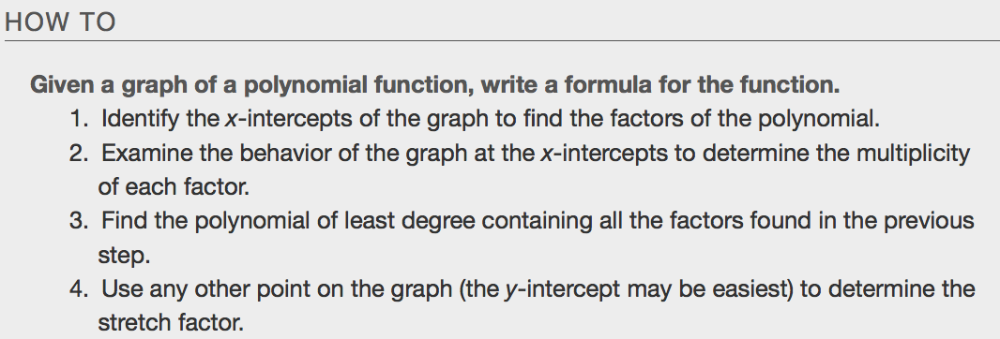 HOW TO
Given a graph of a polynomial function, write a formula for the function.
1. Identify the x-intercepts of the graph to find the factors of the polynomial.
2. Examine the behavior of the graph at the x-intercepts to determine the multiplicity
of each factor.
3. Find the polynomial of least degree containing all the factors found in the previous
step.
4. Use any other point on the graph (the y-intercept may be easiest) to determine the
stretch factor.